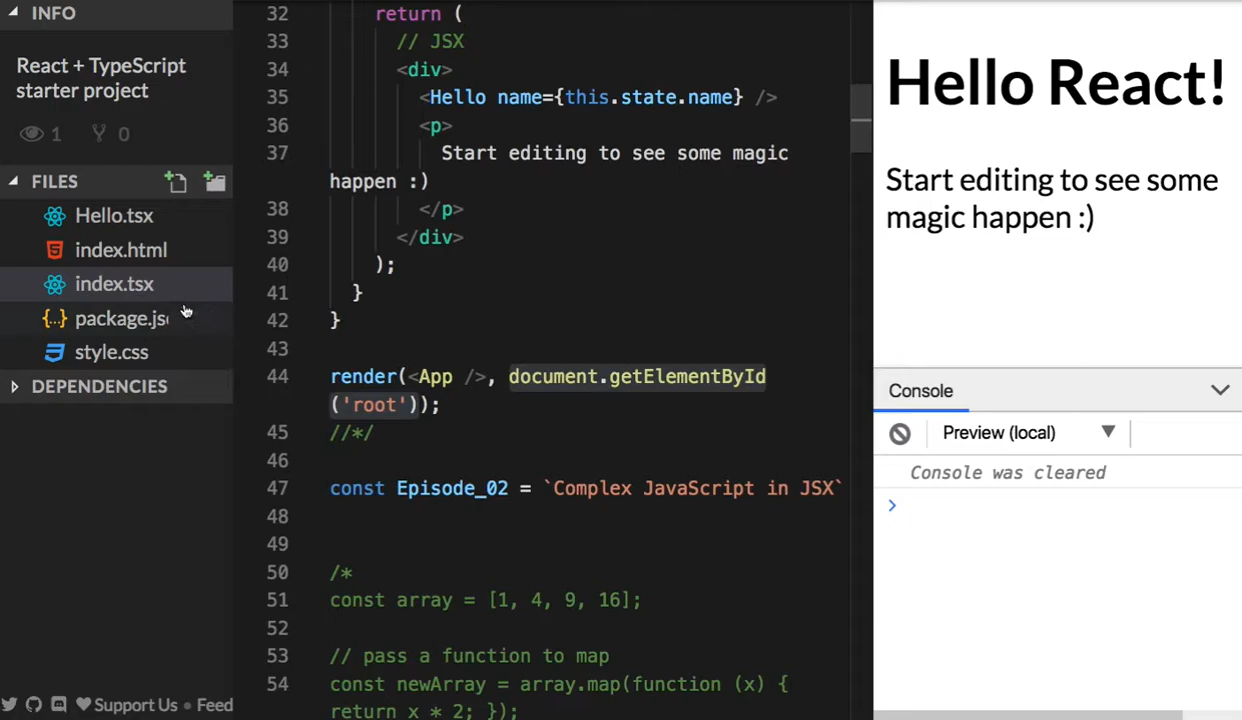 INFO
React + TypeScript
starter project
1 0
FILES
Hello.tsx
index.html
index.tsx
package.js
style.css
DEPENDENCIES
Support Us • Feed
32 return (
33 // JSX
34 <div>
35 <Hello name={this.state.name} />
36 <p>
37 Start editing to see some magic
happen :)
38 </p>
39 </div>
40 );
41 }
42 }
43
44 render(<App />, document.getElementById
('root'));
45 //*/
46
47 const Episode_02 = `Complex JavaScript in JSX`
48
49
50 /*
51 const array = [1, 4, 9, 16];
52
53 // pass a function to map
54 const newArray = array.map(function (x) {
return x * 2; });
Hello React!
Start editing to see some
magic happen :)
Console
Preview (local)
Console was cleared